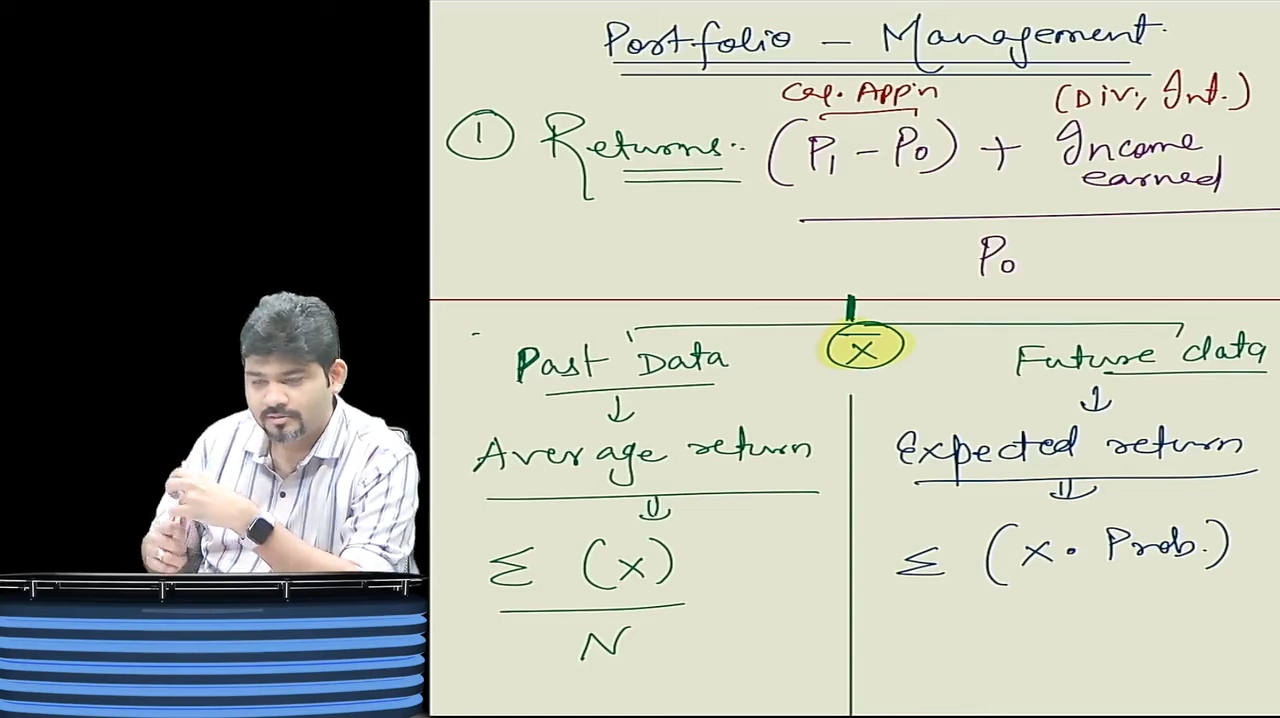 Portfolio - Management.
Cap. App'n (Div, Int.)
① Returns:- (P₁ - P₀) + Income earned
P₀
x̄
Past Data Future data
↓ ↓
Average return Expected return
⇓ ⇓
Σ (x) Σ (x • Prob.)
N